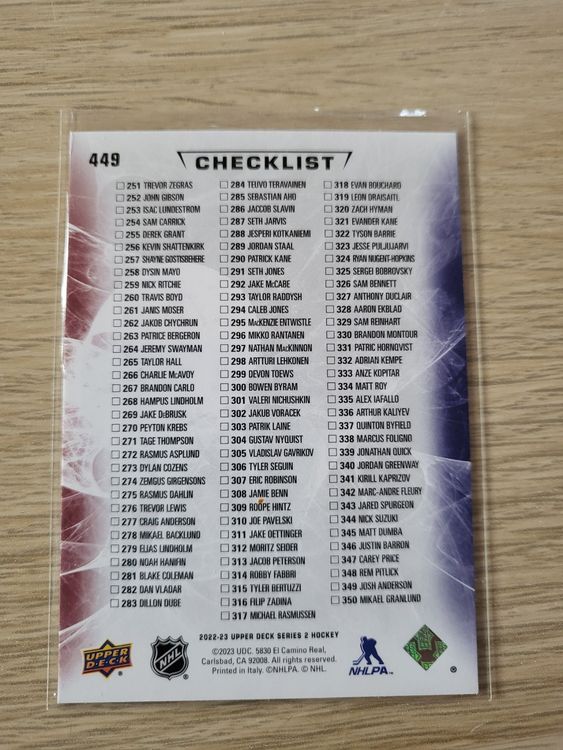 449
CHECKLIST
251 TREVOR ZEGRAS
252 JOHN GIBSON
253 ISAC LUNDESTROM
254 SAM CARRICK
255 DEREK GRANT
256 KEVIN SHATTENKIRK
257 SHAYNE GOSTISBEHERE
258 DYSIN MAYO
259 NICK RITCHIE
260 TRAVIS BOYD
261 JANIS MOSER
262 JAKOB CHYCHRUN
263 PATRICE BERGERON
264 JEREMY SWAYMAN
265 TAYLOR HALL
266 CHARLIE McAVOY
267 BRANDON CARLO
268 HAMPUS LINDHOLM
269 JAKE DeBRUSK
270 PEYTON KREBS
271 TAGE THOMPSON
272 RASMUS ASPLUND
273 DYLAN COZENS
274 ZEMGUS GIRGENSONS
275 RASMUS DAHLIN
276 TREVOR LEWIS
277 CRAIG ANDERSON
278 MIKAEL BACKLUND
279 ELIAS LINDHOLM
280 NOAH HANIFIN
281 BLAKE COLEMAN
282 DAN VLADAR
283 DILLON DUBE
284 TEUVO TERAVAINEN
285 SEBASTIAN AHO
286 JACCOB SLAVIN
287 SETH JARVIS
288 JESPERI KOTKANIEMI
289 JORDAN STAAL
290 PATRICK KANE
291 SETH JONES
292 JAKE McCABE
293 TAYLOR RADDYSH
294 CALEB JONES
295 MacKENZIE ENTWISTLE
296 MIKKO RANTANEN
297 NATHAN MacKINNON
298 ARTTURI LEHKONEN
299 DEVON TOEWS
300 BOWEN BYRAM
301 VALERI NICHUSHKIN
302 JAKUB VORACEK
303 PATRIK LAINE
304 GUSTAV NYQUIST
305 VLADISLAV GAVRIKOV
306 TYLER SEGUIN
307 ERIC ROBINSON
308 JAMIE BENN
309 ROOPE HINTZ
310 JOE PAVELSKI
311 JAKE OETTINGER
312 MORITZ SEIDER
313 JACOB PETERSON
314 ROBBY FABBRI
315 TYLER BERTUZZI
316 FILIP ZADINA
317 MICHAEL RASMUSSEN
318 EVAN BOUCHARD
319 LEON DRAISAITL
320 ZACH HYMAN
321 EVANDER KANE
322 TYSON BARRIE
323 JESSE PULJUJARVI
324 RYAN NUGENT-HOPKINS
325 SERGEI BOBROVSKY
326 SAM BENNETT
327 ANTHONY DUCLAIR
328 AARON EKBLAD
329 SAM REINHART
330 BRANDON MONTOUR
331 PATRIC HORNQVIST
332 ADRIAN KEMPE
333 ANZE KOPITAR
334 MATT ROY
335 ALEX IAFALLO
336 ARTHUR KALIYEV
337 QUINTON BYFIELD
338 MARCUS FOLIGNO
339 JONATHAN QUICK
340 JORDAN GREENWAY
341 KIRILL KAPRIZOV
342 MARC-ANDRE FLEURY
343 JARED SPURGEON
344 NICK SUZUKI
345 MATT DUMBA
346 JUSTIN BARRON
347 CAREY PRICE
348 REM PITLICK
349 JOSH ANDERSON
350 MIKAEL GRANLUND
2022-23 UPPER DECK SERIES 2 HOCKEY
©2023 UDC. 5830 El Camino Real,
Carlsbad, CA 92008. All rights reserved.
Printed in Italy. ©NHLPA. © NHL.
UPPER
DECK
NHL
NHLPA
®